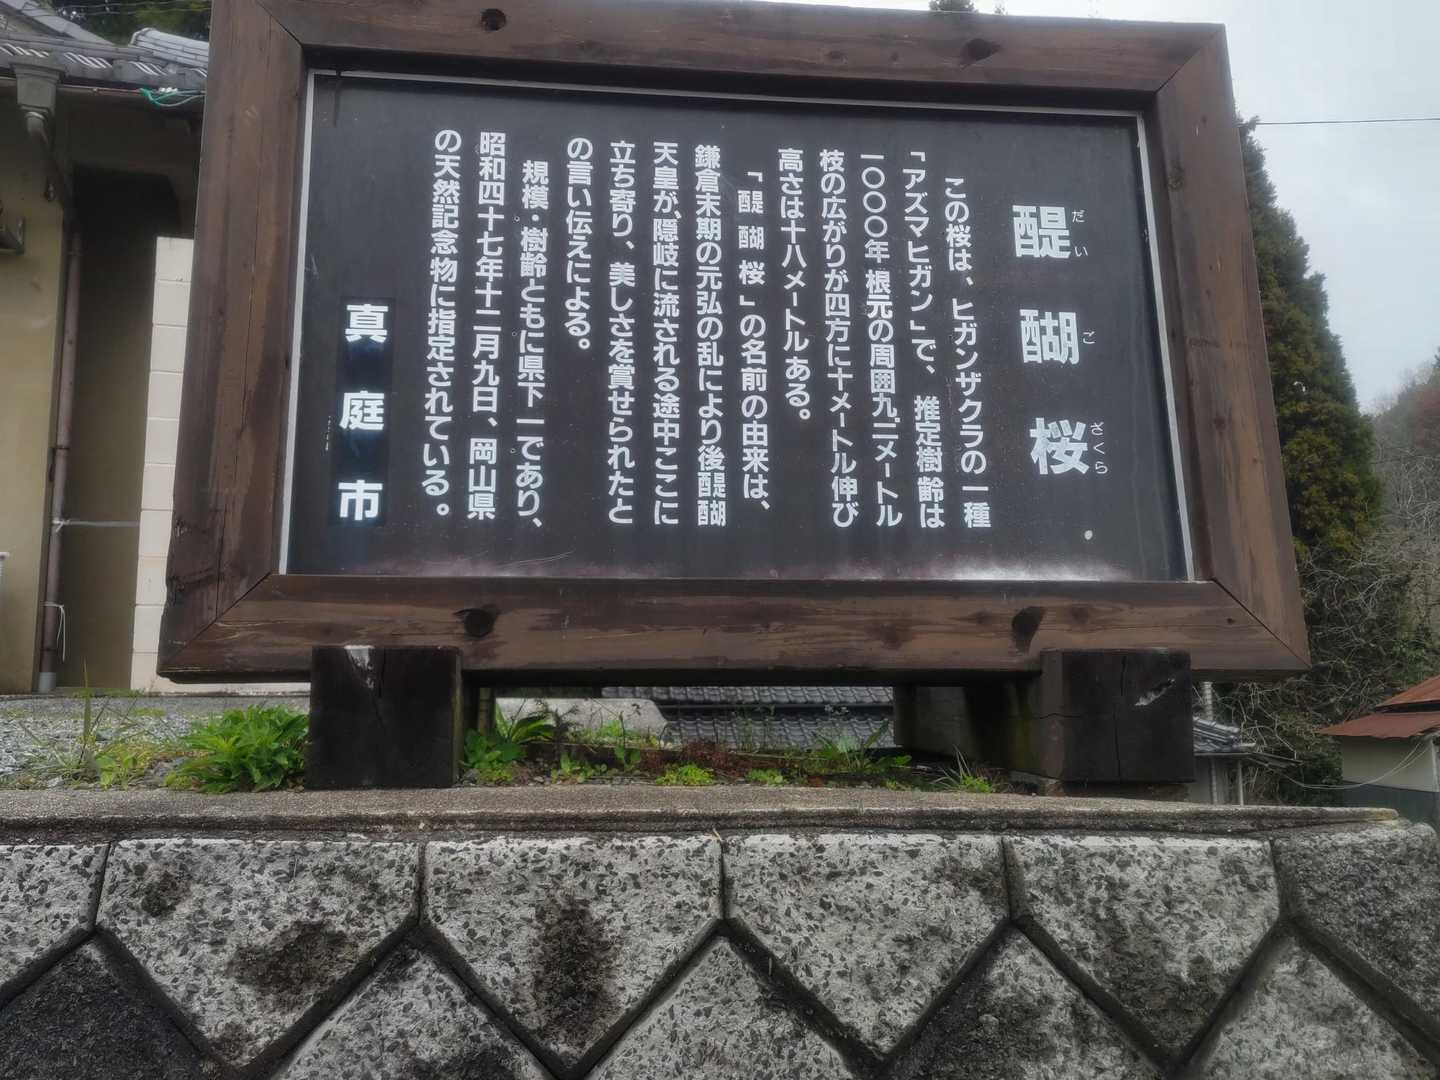 醍醐桜
だいござくら
この桜は、ヒガンザクラの一種
「アズマヒガン」で、推定樹齢は
一〇〇〇年 根元の周囲九.二メートル
枝の広がりが四方に十メートル伸び
高さは十八メートルある。
「醍醐桜」の名前の由来は、
鎌倉末期の元弘の乱により後醍醐
天皇が、隠岐に流される途中ここに
立ち寄り、美しさを賞せられたと
の言い伝えによる。
規模・樹齢ともに県下一であり、
昭和四十七年十二月九日、岡山県
の天然記念物に指定されている。
真庭市